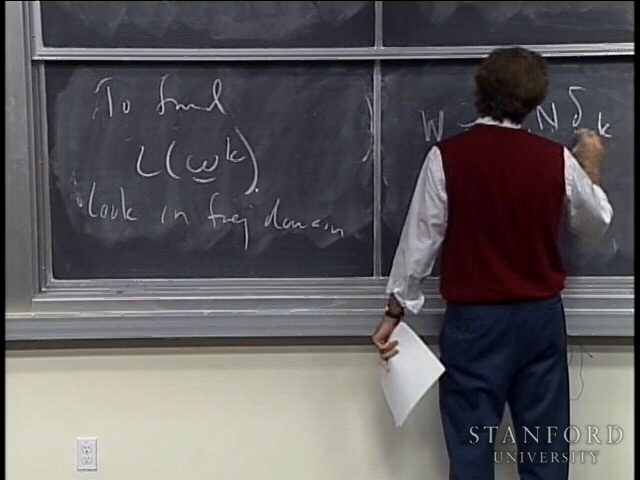 To find
L(ω^k).
look in freq domain
W N δ_k
STANFORD
UNIVERSITY